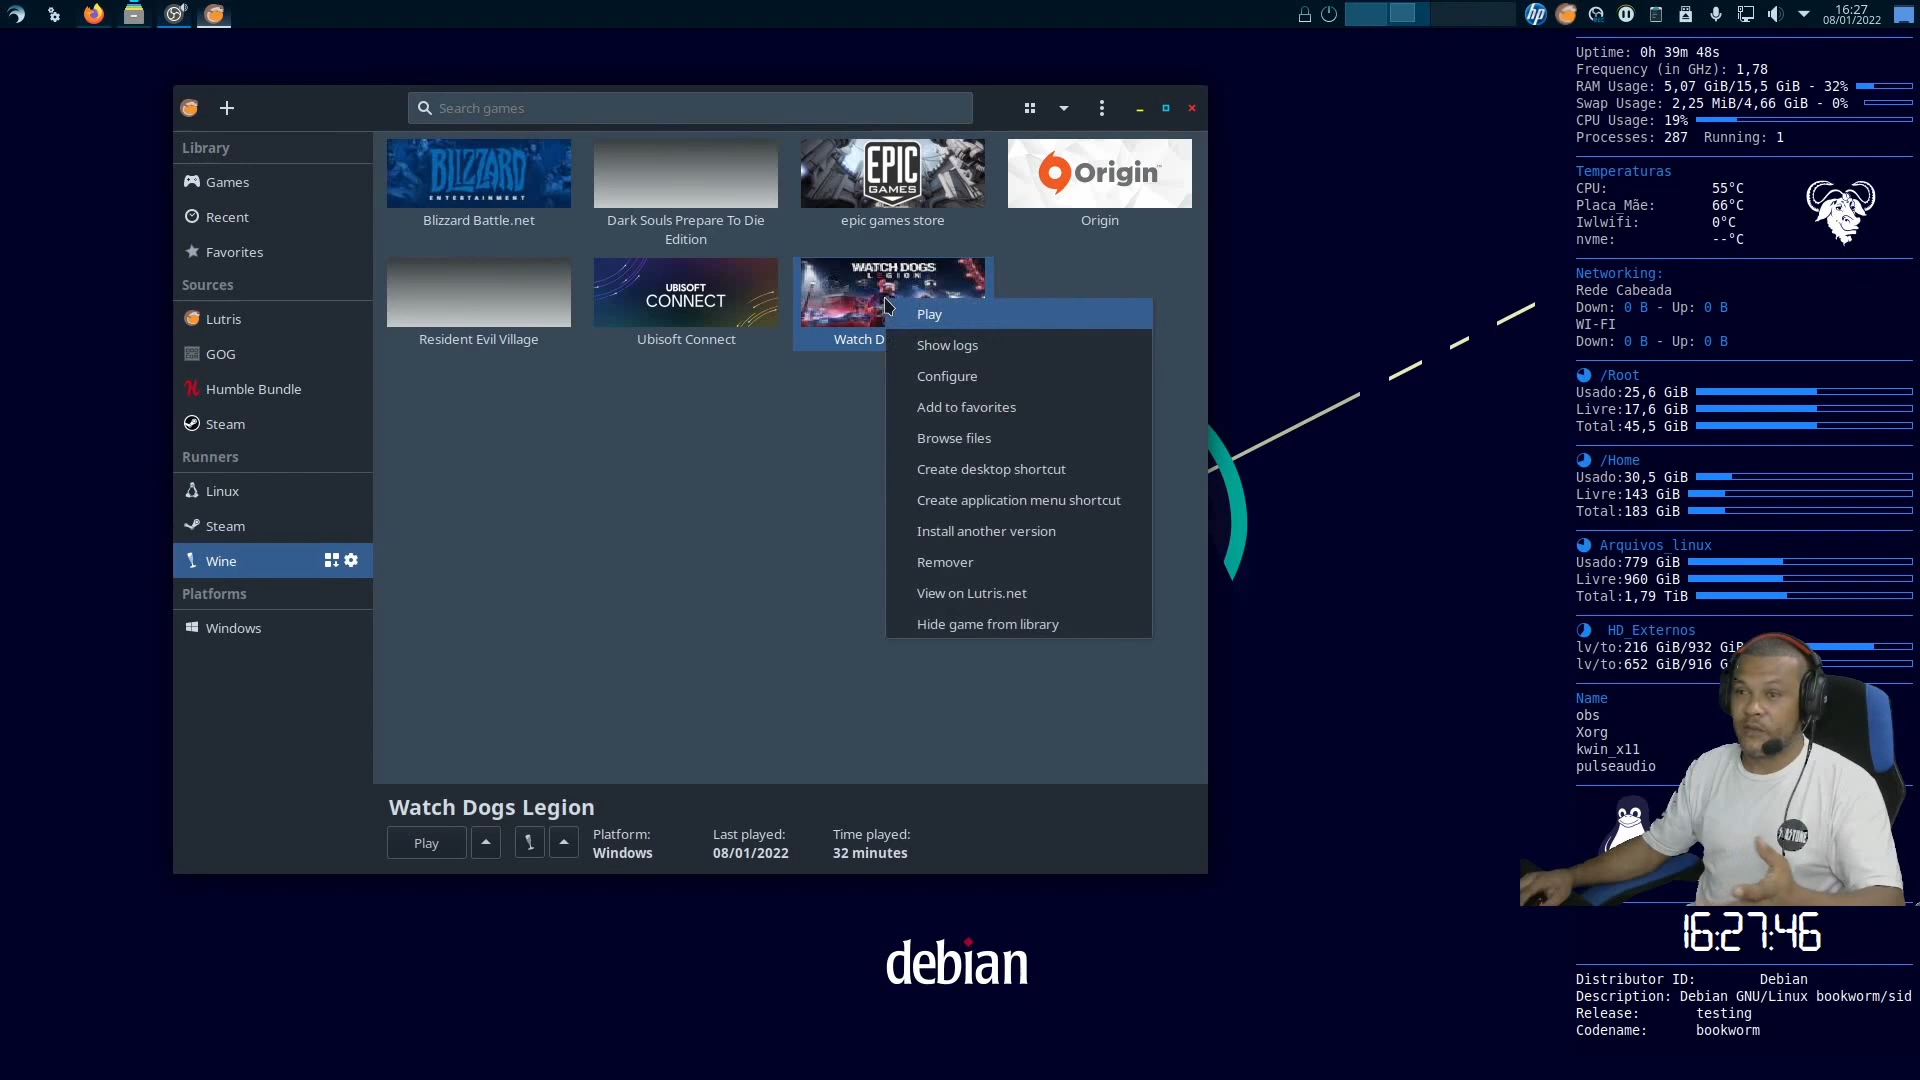 16:27
08/01/2022
Search games
Library
Games
Recent
Favorites
Sources
Lutris
GOG
Humble Bundle
Steam
Runners
Linux
Steam
Wine
Platforms
Windows
BLIZZARD
ENTERTAINMENT
Blizzard Battle.net
Dark Souls Prepare To Die
Edition
EPIC
GAMES
epic games store
Origin
Origin
Resident Evil Village
UBISOFT
CONNECT
Ubisoft Connect
WATCH DOGS
LEGION
Watch D
Play
Show logs
Configure
Add to favorites
Browse files
Create desktop shortcut
Create application menu shortcut
Install another version
Remover
View on Lutris.net
Hide game from library
Watch Dogs Legion
Play
Platform:
Windows
Last played:
08/01/2022
Time played:
32 minutes
debian
Uptime: 0h 39m 48s
Frequency (in GHz): 1,78
RAM Usage: 5,07 GiB/15,5 GiB - 32%
Swap Usage: 2,25 MiB/4,66 GiB - 0%
CPU Usage: 19%
Processes: 287 Running: 1
Temperaturas
CPU: 55°C
Placa_Mãe: 66°C
Iwlwifi: 0°C
nvme: --°C
Networking:
Rede Cabeada
Down: 0 B - Up: 0 B
WI-FI
Down: 0 B - Up: 0 B
/Root
Usado:25,6 GiB
Livre:17,6 GiB
Total:45,5 GiB
/Home
Usado:30,5 GiB
Livre:143 GiB
Total:183 GiB
Arquivos_linux
Usado:779 GiB
Livre:960 GiB
Total:1,79 TiB
HD_Externos
lv/to:216 GiB/932 GiB
lv/to:652 GiB/916 G
Name
obs
Xorg
kwin_x11
pulseaudio
16:27:46
Distributor ID: Debian
Description: Debian GNU/Linux bookworm/sid
Release: testing
Codename: bookworm